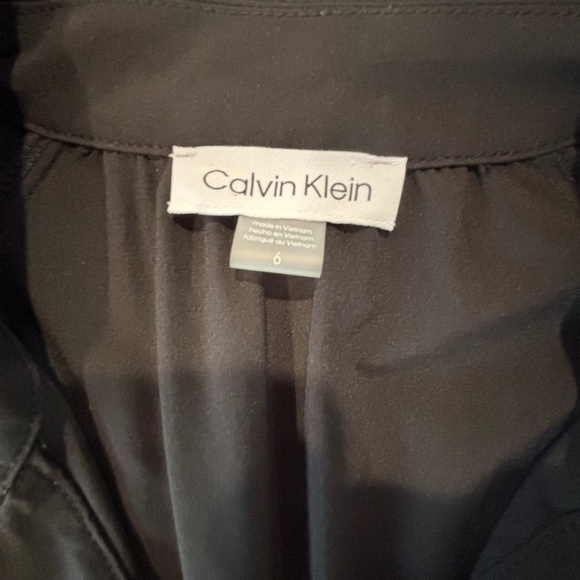 Calvin Klein
made in Vietnam
hecho en Vietnam
fabriqué au Vietnam
6